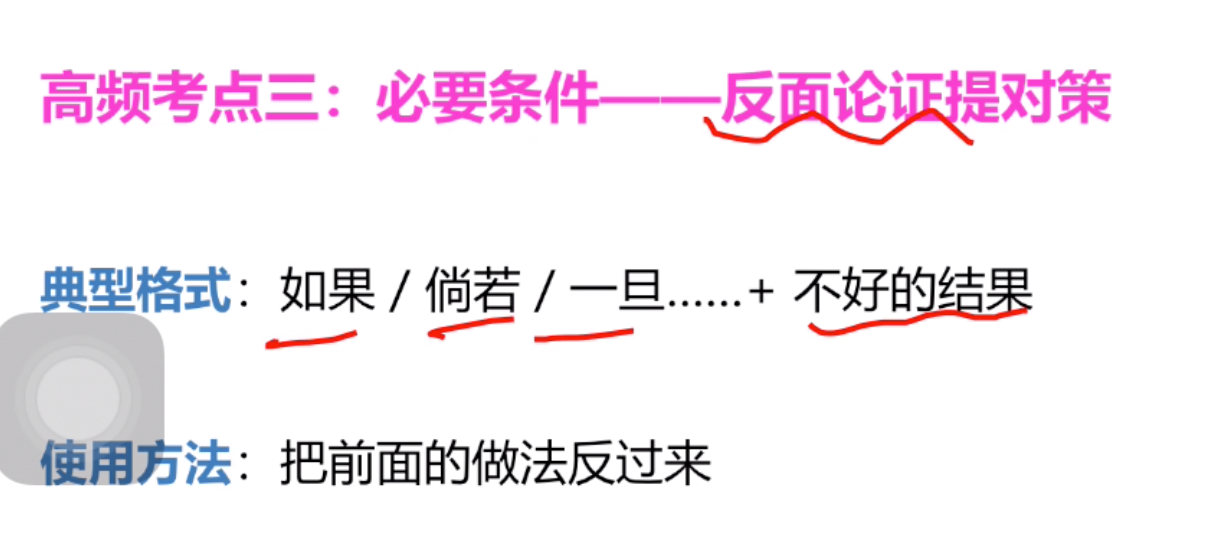 高频考点三：必要条件——反面论证提对策
典型格式：如果 / 倘若 / 一旦......+ 不好的结果
使用方法：把前面的做法反过来